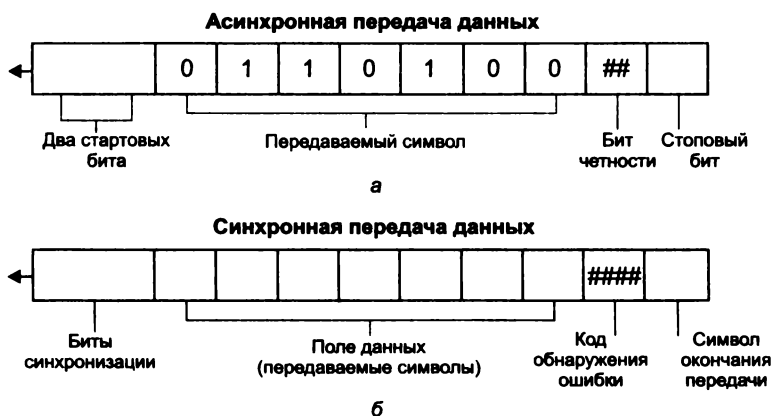 Асинхронная передача данных
0 1 1 0 1 0 0 ##
Два стартовых бита
Передаваемый символ
Бит четности
Стоповый бит
а
Синхронная передача данных
####
Биты синхронизации
Поле данных
(передаваемые символы)
Код обнаружения ошибки
Символ окончания передачи
б